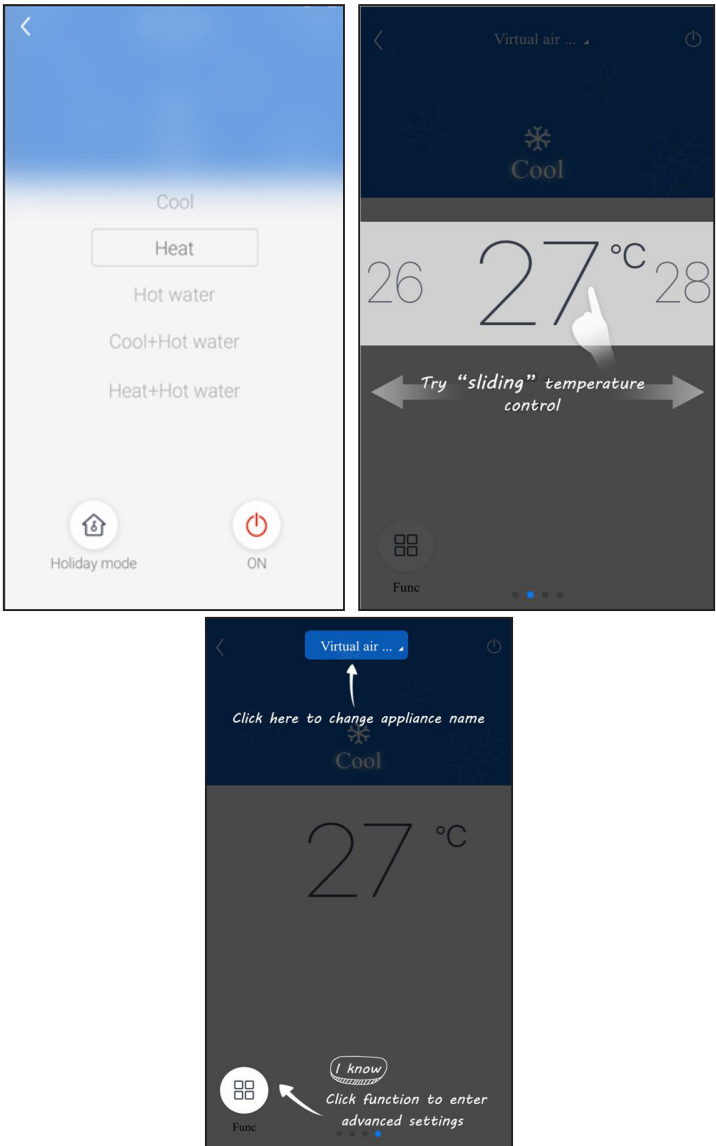 Cool
Heat
Hot water
Cool+Hot water
Heat+Hot water
Holiday mode
ON
Virtual air ...
Cool
26
27 °C
28
Try “sliding” temperature
control
Func
Virtual air ...
Click here to change appliance name
Cool
27 °C
I know
Click function to enter
advanced settings
Func